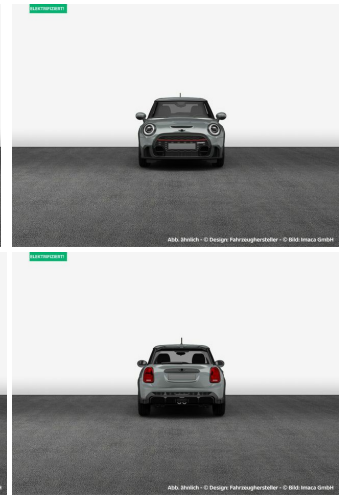 ELEKTRIFIZIERT!
Abb. ähnlich - © Design: Fahrzeughersteller - © Bild: Imaca GmbH
ELEKTRIFIZIERT!
Abb. ähnlich - © Design: Fahrzeughersteller - © Bild: Imaca GmbH